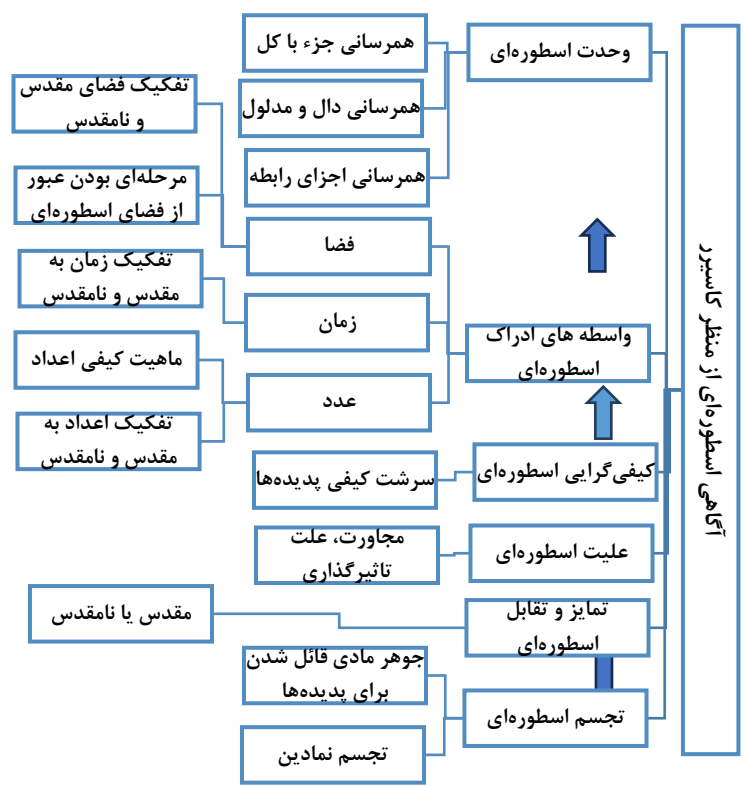 آگاهی اسطوره‌ای از منظر کاسیرر
وحدت اسطوره‌ای
همرسانی جزء با کل
همرسانی دال و مدلول
همرسانی اجزای رابطه
واسطه های ادراک
اسطوره‌ای
فضا
تفکیک فضای مقدس
و نامقدس
مرحله‌ای بودن عبور
از فضای اسطوره‌ای
زمان
تفکیک زمان به
مقدس و نامقدس
عدد
ماهیت کیفی اعداد
تفکیک اعداد به
مقدس و نامقدس
کیفی‌گرایی اسطوره‌ای
سرشت کیفی پدیده‌ها
علیت اسطوره‌ای
مجاورت، علت
تاثیرگذاری
تمایز و تقابل
اسطوره‌ای
مقدس یا نامقدس
تجسم اسطوره‌ای
جوهر مادی قائل شدن
برای پدیده‌ها
تجسم نمادین